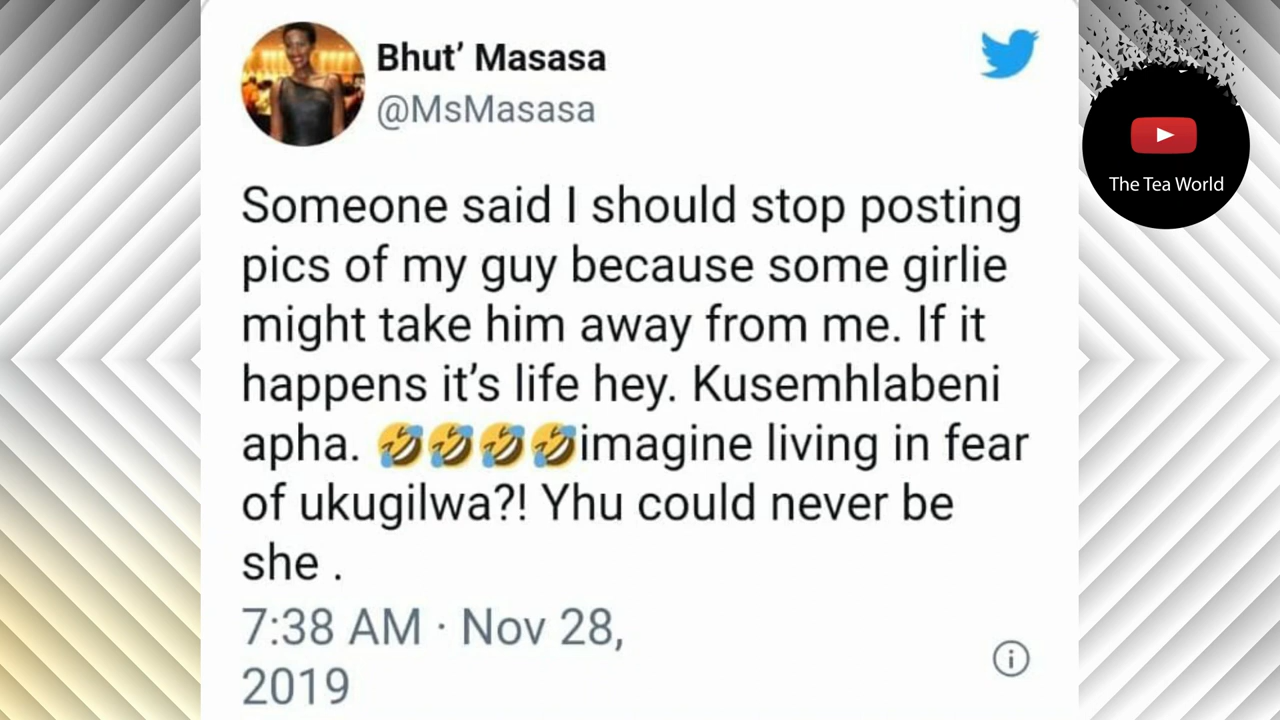 Bhut’ Masasa
@MsMasasa
The Tea World
Someone said I should stop posting
pics of my guy because some girlie
might take him away from me. If it
happens it’s life hey. Kusemhlabeni
apha. 🤣🤣🤣🤣imagine living in fear
of ukugilwa?! Yhu could never be
she .
7:38 AM · Nov 28,
2019